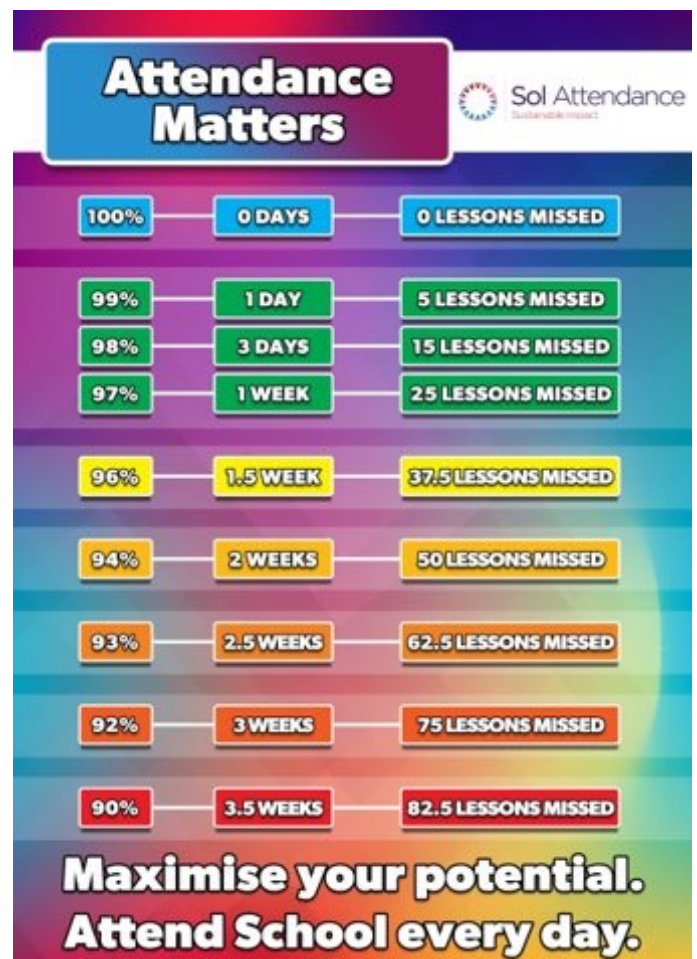 Attendance
Matters
Sol Attendance
Sustainable Impact
100% 0 DAYS 0 LESSONS MISSED
99% 1 DAY 5 LESSONS MISSED
98% 3 DAYS 15 LESSONS MISSED
97% 1 WEEK 25 LESSONS MISSED
96% 1.5 WEEK 37.5 LESSONS MISSED
94% 2 WEEKS 50 LESSONS MISSED
93% 2.5 WEEKS 62.5 LESSONS MISSED
92% 3 WEEKS 75 LESSONS MISSED
90% 3.5 WEEKS 82.5 LESSONS MISSED
Maximise your potential.
Attend School every day.